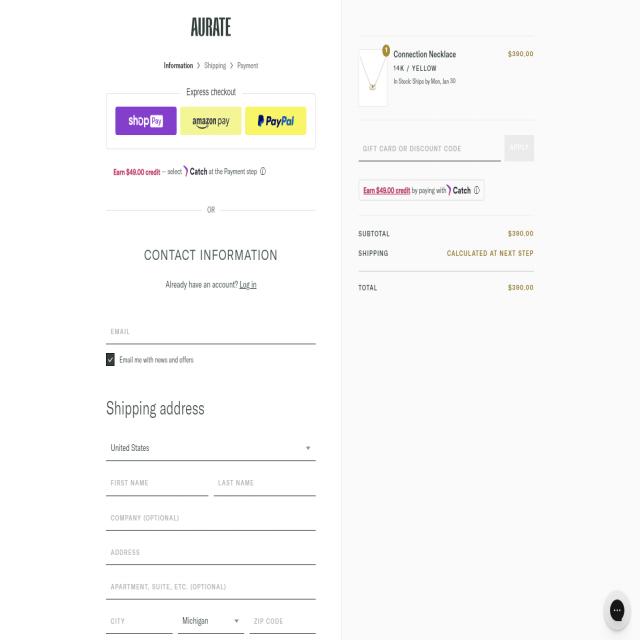 AURATE
Information > Shipping > Payment
Express checkout
shop Pay
amazon pay
PayPal
Earn $49.00 credit – select Catch at the Payment step ⓘ
OR
CONTACT INFORMATION
Already have an account? Log in
EMAIL
Email me with news and offers
Shipping address
United States
FIRST NAME
LAST NAME
COMPANY (OPTIONAL)
ADDRESS
APARTMENT, SUITE, ETC. (OPTIONAL)
CITY
Michigan
ZIP CODE
1
Connection Necklace $390.00
14K / YELLOW
In Stock: Ships by Mon, Jan 30
GIFT CARD OR DISCOUNT CODE
APPLY
Earn $49.00 credit by paying with Catch ⓘ
SUBTOTAL $390.00
SHIPPING CALCULATED AT NEXT STEP
TOTAL $390.00